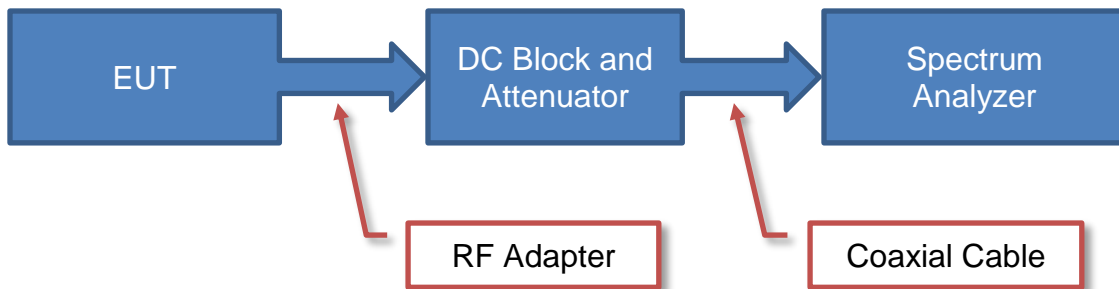 EUT
DC Block and
Attenuator
Spectrum
Analyzer
RF Adapter
Coaxial Cable